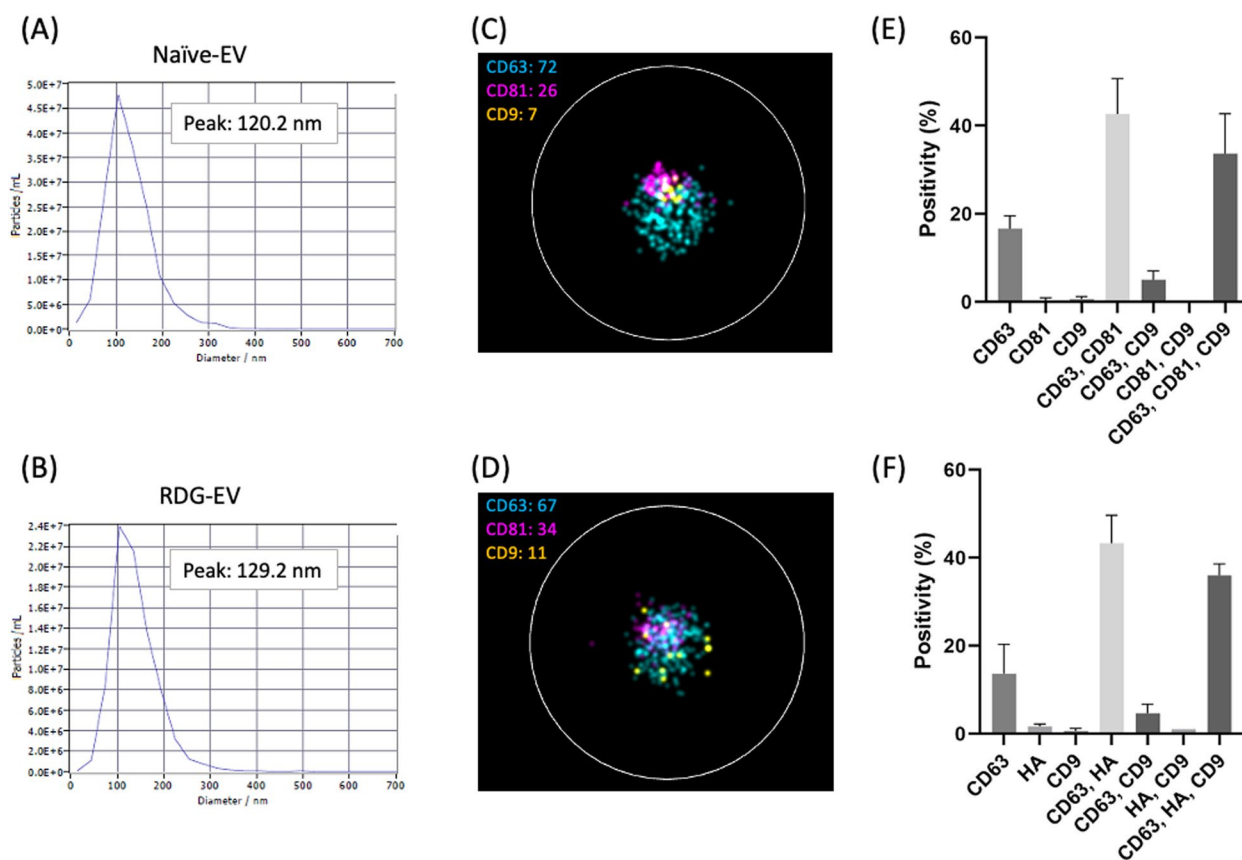 (A)
Naïve-EV
Peak: 120.2 nm
5.0E+7
4.5E+7
4.0E+7
3.5E+7
3.0E+7
2.5E+7
2.0E+7
1.5E+7
1.0E+7
5.0E+6
0.0E+0
Particles /mL
0 100 200 300 400 500 600 700
Diameter / nm
(C)
CD63: 72
CD81: 26
CD9: 7
(E)
Positivity (%)
60
40
20
0
CD63
CD81
CD9
CD63, CD81
CD63, CD9
CD81, CD9
CD63, CD81, CD9
(B)
RDG-EV
Peak: 129.2 nm
2.4E+7
2.2E+7
2.0E+7
1.8E+7
1.6E+7
1.4E+7
1.2E+7
1.0E+7
8.0E+6
6.0E+6
4.0E+6
2.0E+6
0.0E+0
Particles /mL
0 100 200 300 400 500 600 700
Diameter / nm
(D)
CD63: 67
CD81: 34
CD9: 11
(F)
Positivity (%)
60
40
20
0
CD63
HA
CD9
CD63, HA
CD63, CD9
HA, CD9
CD63, HA, CD9